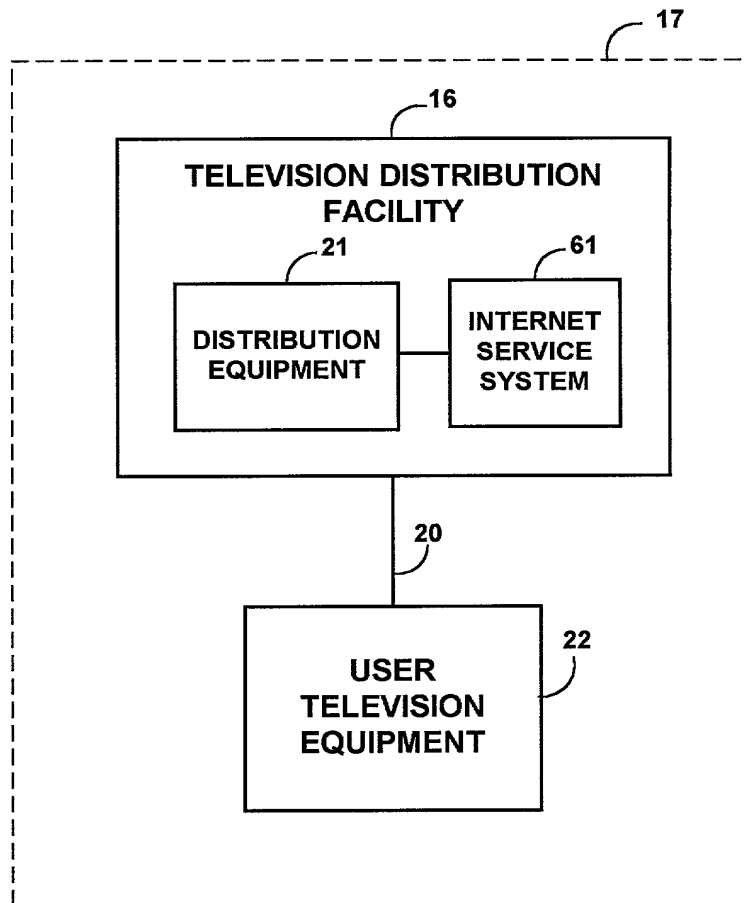 17
16
TELEVISION DISTRIBUTION
FACILITY
21
61
DISTRIBUTION
EQUIPMENT
INTERNET
SERVICE
SYSTEM
20
22
USER
TELEVISION
EQUIPMENT